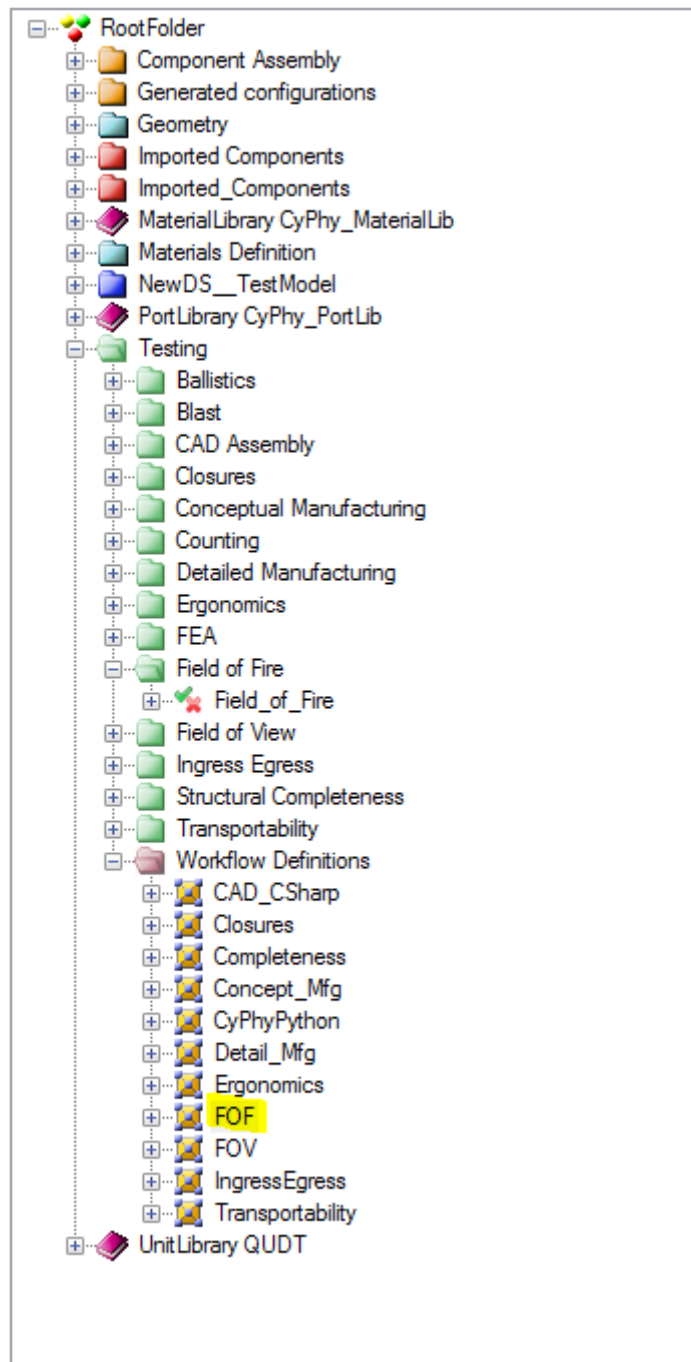 RootFolder
Component Assembly
Generated configurations
Geometry
Imported Components
Imported_Components
MaterialLibrary CyPhy_MaterialLib
Materials Definition
NewDS__TestModel
PortLibrary CyPhy_PortLib
Testing
Ballistics
Blast
CAD Assembly
Closures
Conceptual Manufacturing
Counting
Detailed Manufacturing
Ergonomics
FEA
Field of Fire
Field_of_Fire
Field of View
Ingress Egress
Structural Completeness
Transportability
Workflow Definitions
CAD_CSharp
Closures
Completeness
Concept_Mfg
CyPhyPython
Detail_Mfg
Ergonomics
FOF
FOV
IngressEgress
Transportability
UnitLibrary QUDT